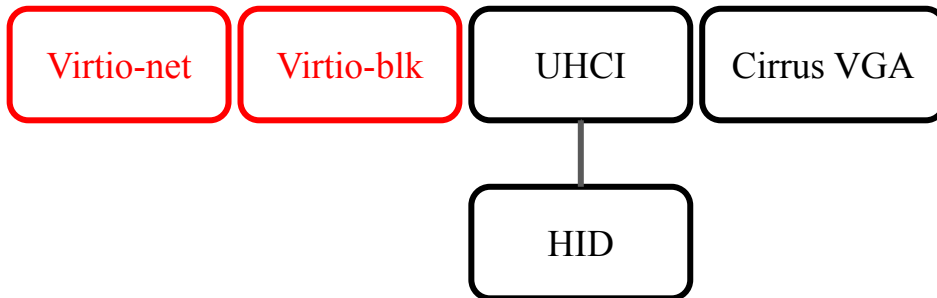 Virtio-net
Virtio-blk
UHCI
Cirrus VGA
HID